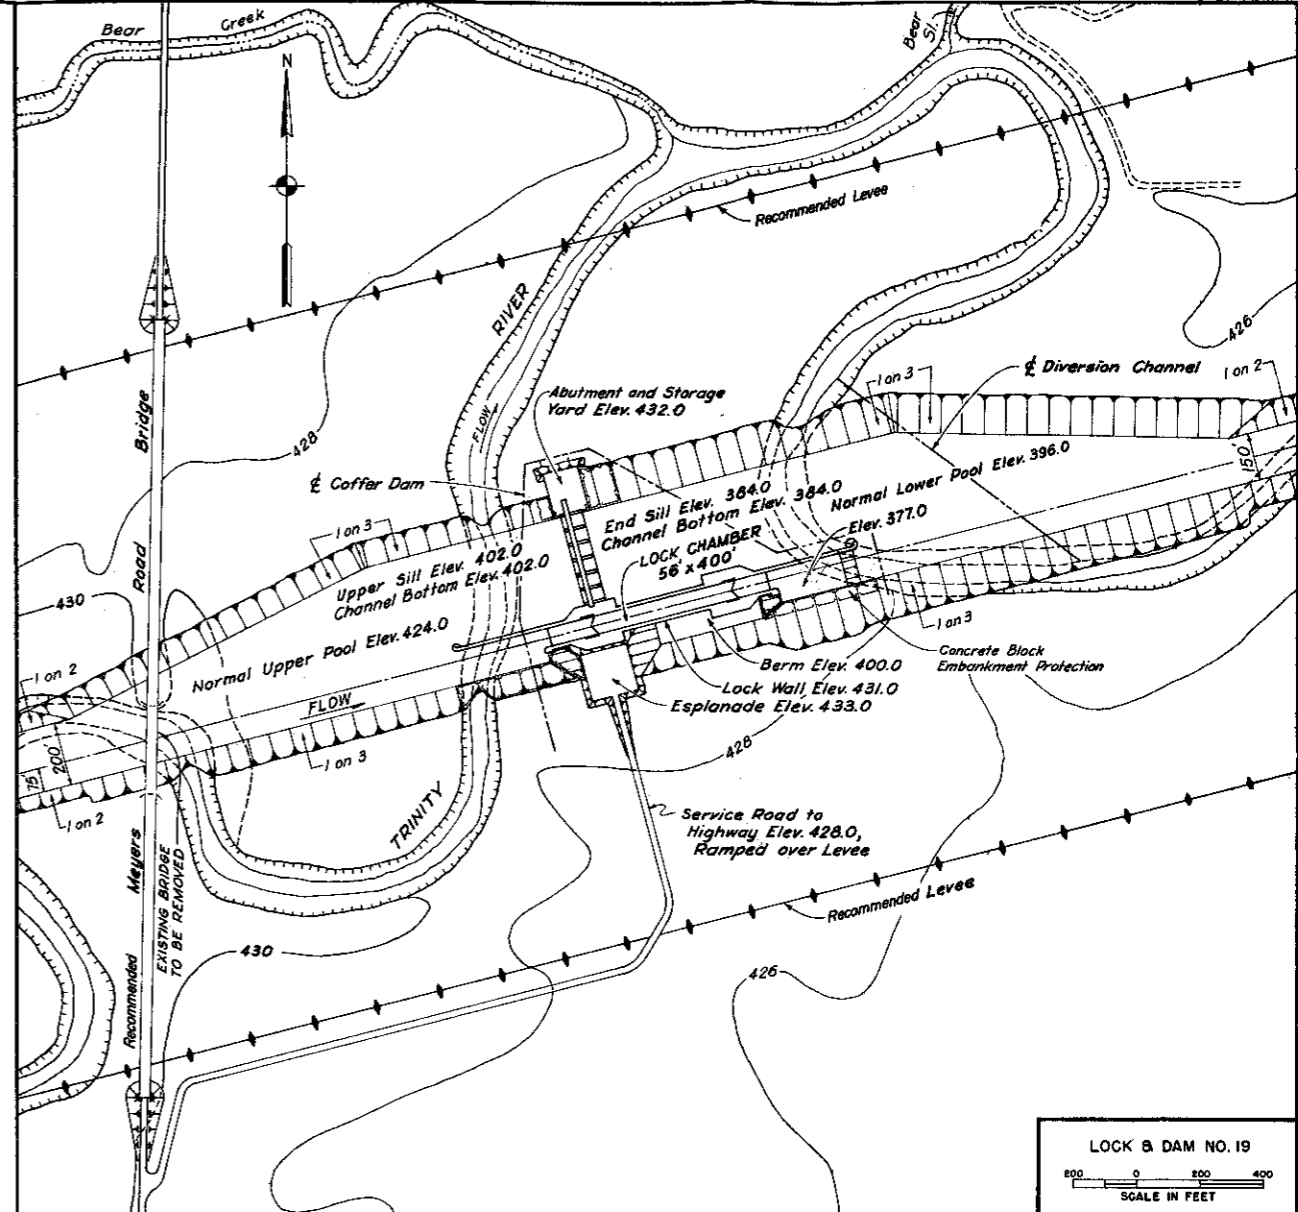 Bear Creek
Bear
Sl.
N
Recommended Levee
RIVER
FLOW
428
426
Abutment and Storage
Yard Elev. 432.0
℄ Diversion Channel
1 on 3
1 on 2
Bridge
℄ Coffer Dam
150'
1 on 3
End Sill Elev. 384.0
Channel Bottom Elev. 384.0
Normal Lower Pool Elev. 396.0
Elev. 377.0
LOCK CHAMBER
56' x 400'
Upper Sill Elev. 402.0
Channel Bottom Elev. 402.0
Road
430
Normal Upper Pool Elev. 424.0
1 on 3
Concrete Block
Embankment Protection
Berm Elev. 400.0
Lock Wall Elev. 431.0
Esplanade Elev. 433.0
1 on 2
FLOW
200'
75'
1 on 3
428
1 on 2
TRINITY
Service Road to
Highway Elev. 428.0,
Ramped over Levee
Meyers
EXISTING BRIDGE
TO BE REMOVED
Recommended Levee
430
426
Recommended
LOCK & DAM NO. 19
200 0 200 400
SCALE IN FEET